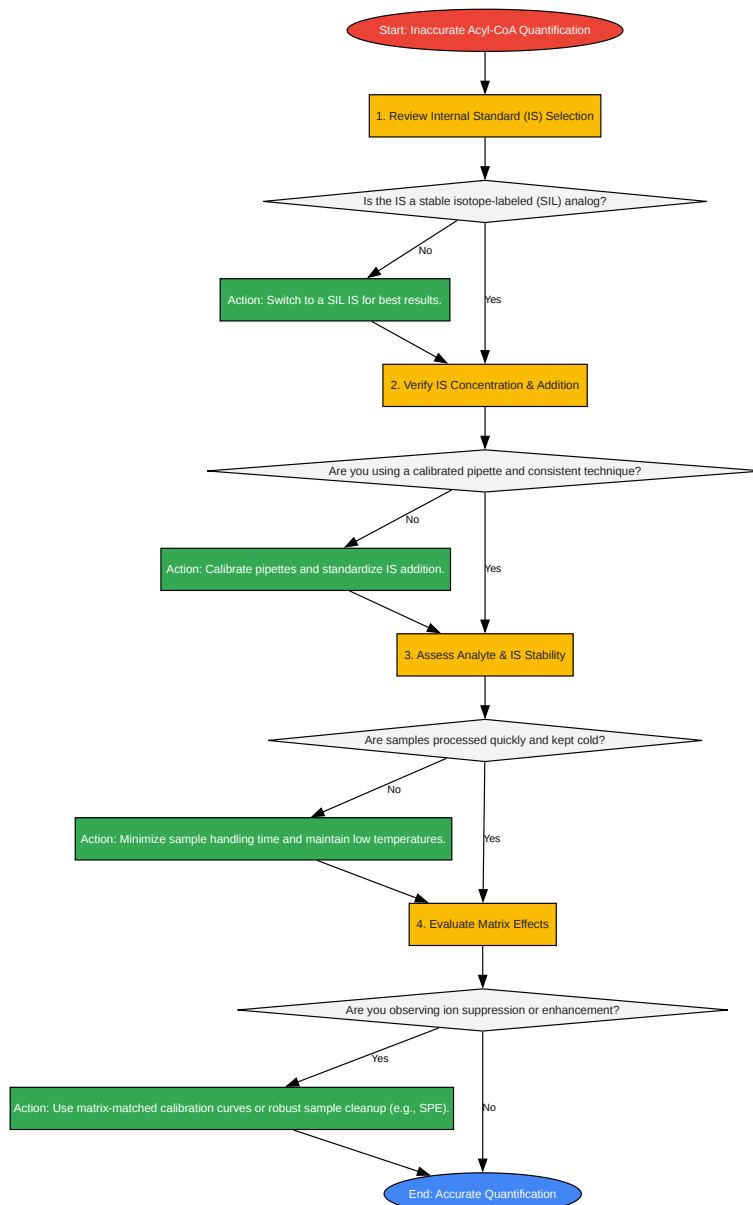 Start: Inaccurate Acyl-CoA Quantification
1. Review Internal Standard (IS) Selection
Is the IS a stable isotope-labeled (SIL) analog?
No
Action: Switch to a SIL IS for best results.
Yes
2. Verify IS Concentration & Addition
Are you using a calibrated pipette and consistent technique?
No
Action: Calibrate pipettes and standardize IS addition.
Yes
3. Assess Analyte & IS Stability
Are samples processed quickly and kept cold?
No
Action: Minimize sample handling time and maintain low temperatures.
Yes
4. Evaluate Matrix Effects
Are you observing ion suppression or enhancement?
Yes
Action: Use matrix-matched calibration curves or robust sample cleanup (e.g., SPE).
No
End: Accurate Quantification